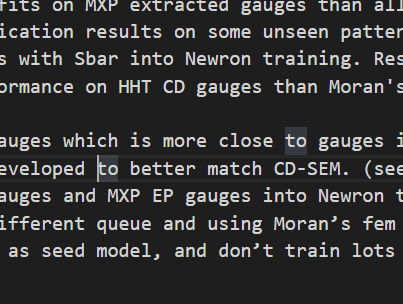 fits on MXP extracted gauges than all
ication results on some unseen patter
s with Sbar into Newron training. Res
ormance on HHT CD gauges than Moran's
auges which is more close to gauges i
eveloped to better match CD-SEM. (see
auges and MXP EP gauges into Newron t
ifferent queue and using Moran’s fem
as seed model, and don’t train lots